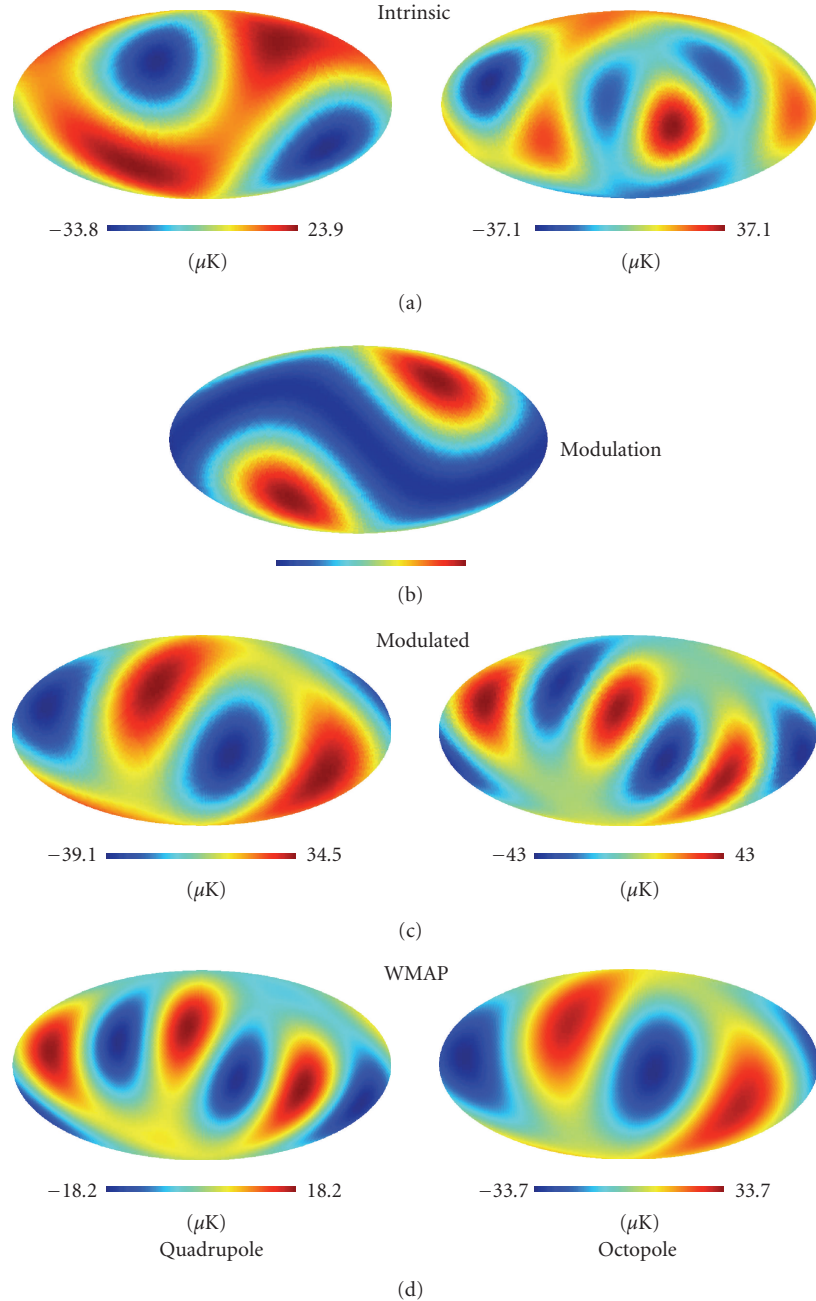 Intrinsic
−33.8 23.9 −37.1 37.1
(μK) (μK)
(a)
Modulation
(b)
Modulated
−39.1 34.5 −43 43
(μK) (μK)
(c)
WMAP
−18.2 18.2 −33.7 33.7
(μK) (μK)
Quadrupole Octopole
(d)